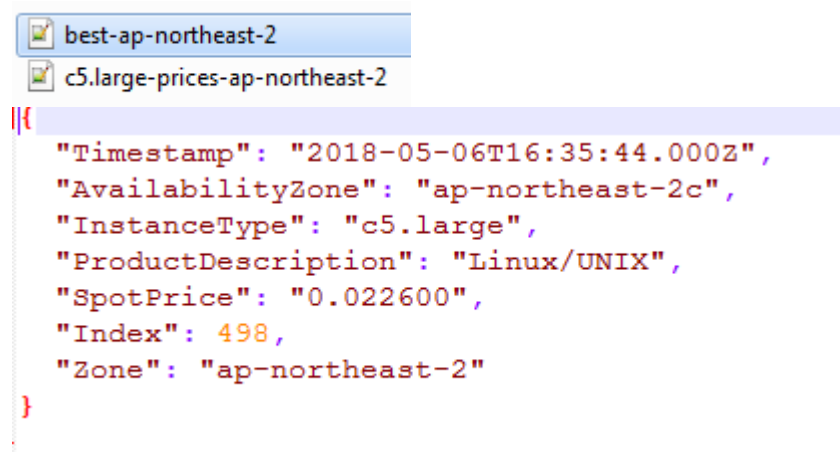 best-ap-northeast-2
c5.large-prices-ap-northeast-2
{
"Timestamp": "2018-05-06T16:35:44.000Z",
"AvailabilityZone": "ap-northeast-2c",
"InstanceType": "c5.large",
"ProductDescription": "Linux/UNIX",
"SpotPrice": "0.022600",
"Index": 498,
"Zone": "ap-northeast-2"
}